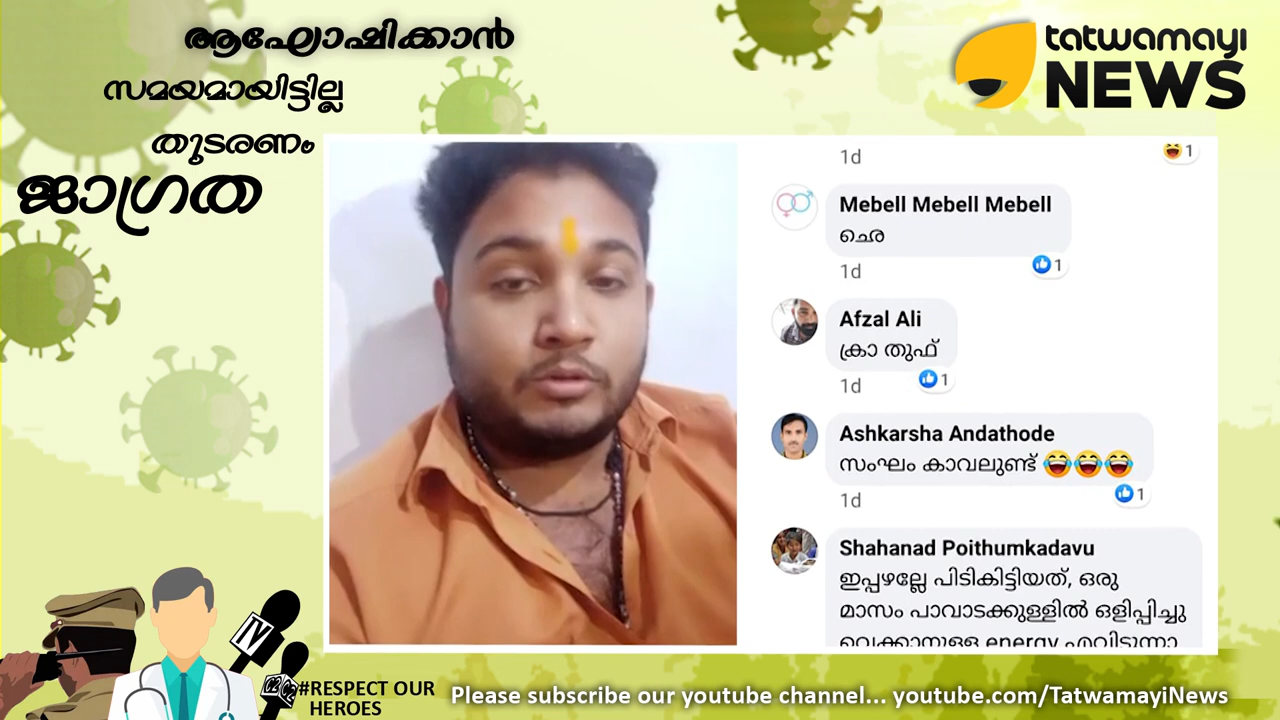 ആഘോഷിക്കാൻ
സമയമായിട്ടില്ല
തുടരണം
ജാഗ്രത
tatwamayi
NEWS
1d
1
Mebell Mebell Mebell
ഛെ
1d
1
Afzal Ali
ക്രാ തുഫ്
1d
1
Ashkarsha Andathode
സംഘം കാവലുണ്ട് 😂😂😂
1d
1
Shahanad Poithumkadavu
ഇപ്പഴല്ലേ പിടികിട്ടിയത്, ഒരു
മാസം പാവാടക്കുള്ളിൽ ഒളിപ്പിച്ചു
വെക്കാനുള്ള energy എവിടുന്നാ
TV
#RESPECT OUR
HEROES
Please subscribe our youtube channel... youtube.com/TatwamayiNews